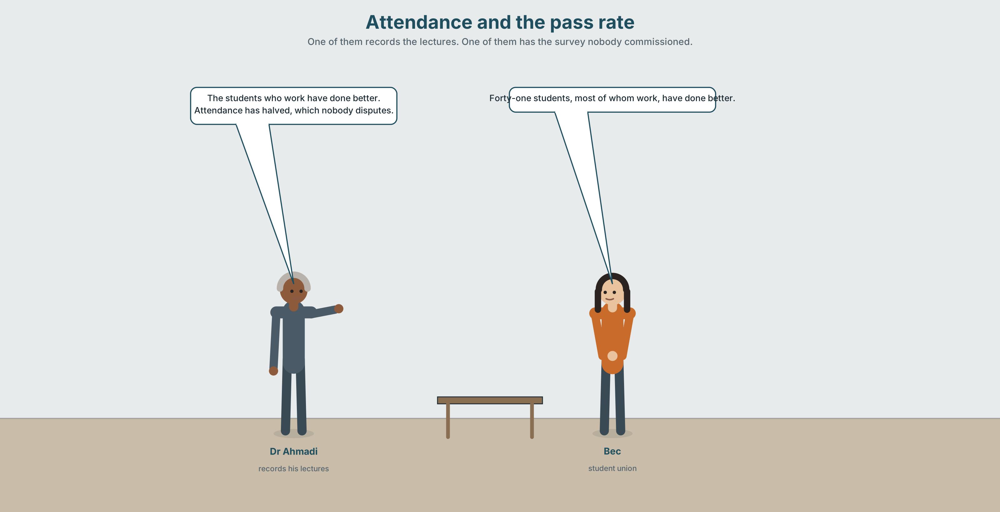 Attendance and the pass rate
One of them records the lectures. One of them has the survey nobody commissioned.
The students who work have done better.
Attendance has halved, which nobody disputes.
Forty-one students, most of whom work, have done better.
Dr Ahmadi
records his lectures
Bec
student union